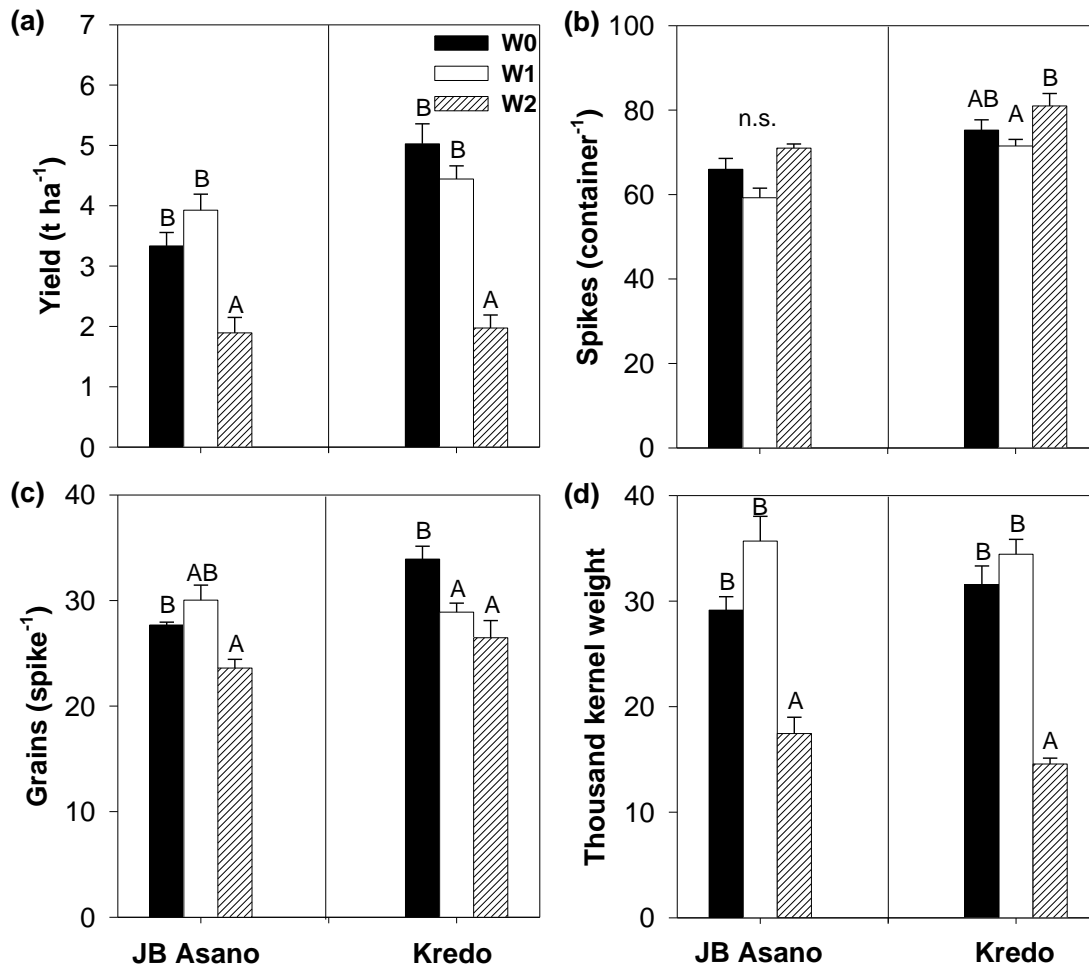 (a)
Yield (t ha⁻¹)
7
6
5
4
3
2
1
0
W0
W1
W2
B
B
A
B
B
A
(b)
Spikes (container⁻¹)
100
80
60
40
20
0
n.s.
AB
A
B
(c)
Grains (spike⁻¹)
40
30
20
10
0
B
AB
A
B
A
A
JB Asano
Kredo
(d)
Thousand kernel weight
40
30
20
10
0
B
B
A
B
B
A
JB Asano
Kredo